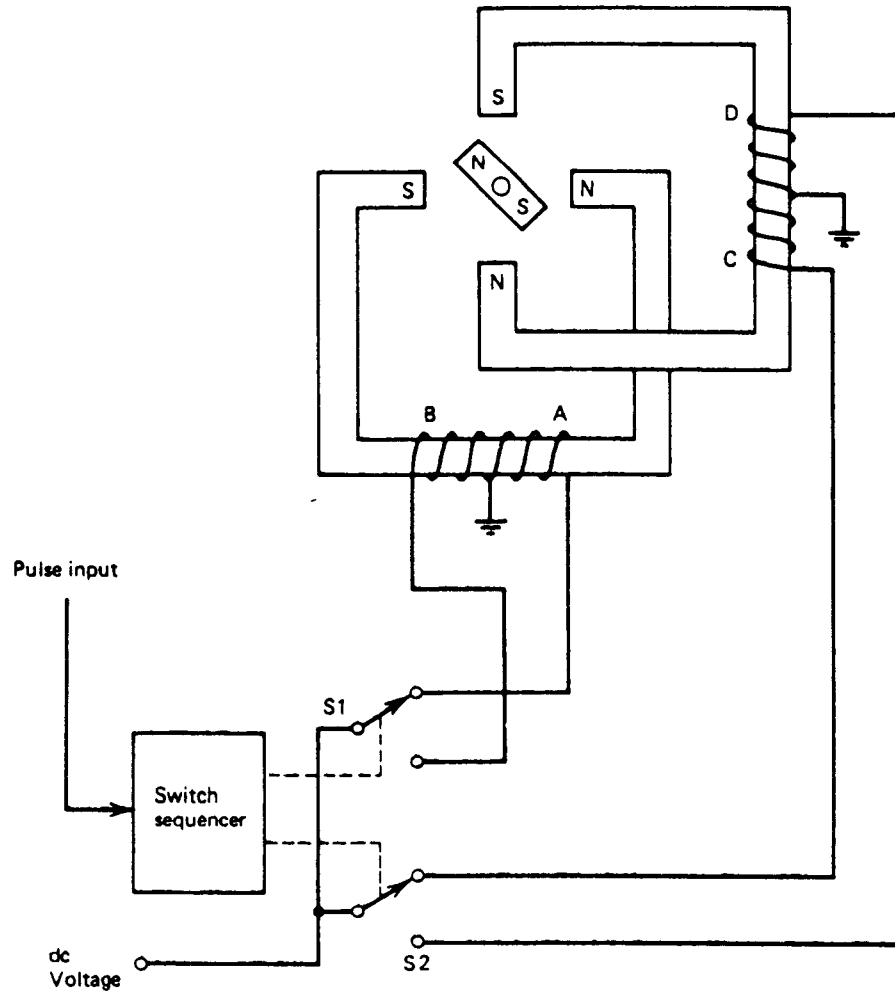 S
D
N
S
S
N
N
C
B
A
Pulse input
S1
Switch
sequencer
dc
Voltage
S2